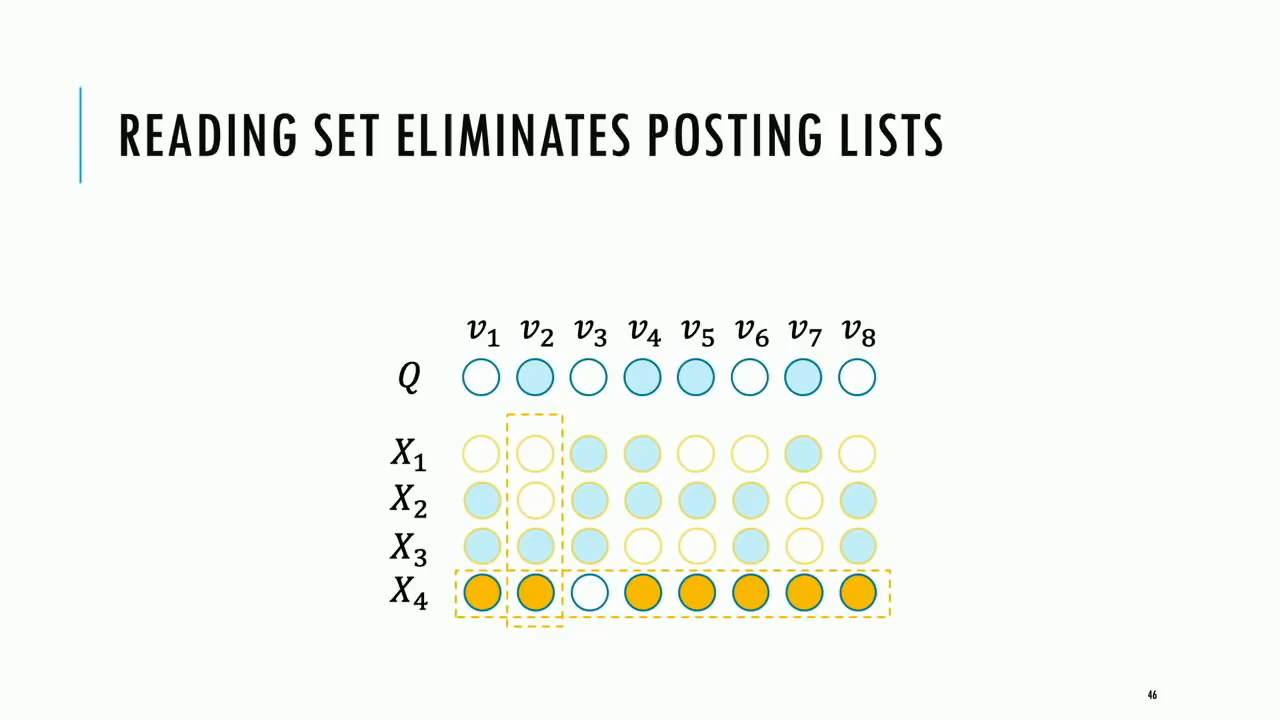 READING SET ELIMINATES POSTING LISTS
v₁ v₂ v₃ v₄ v₅ v₆ v₇ v₈
Q
X₁
X₂
X₃
X₄
46